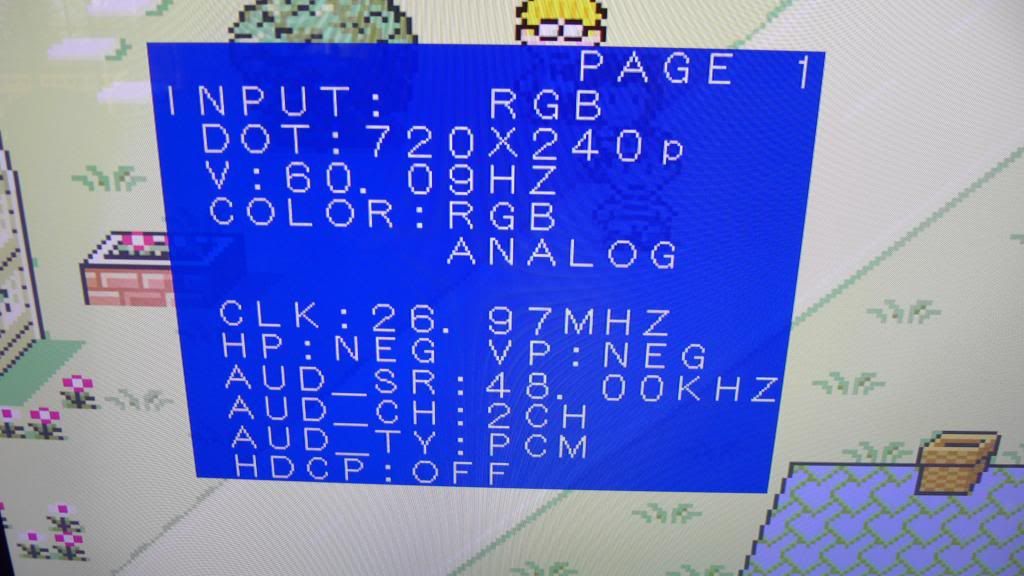 PAGE 1
INPUT: RGB
DOT:720X240p
V:60.09HZ
COLOR:RGB
ANALOG
CLK:26.97MHZ
HP:NEG VP:NEG
AUD_SR:48.00KHZ
AUD_CH:2CH
AUD_TY:PCM
HDCP:OFF